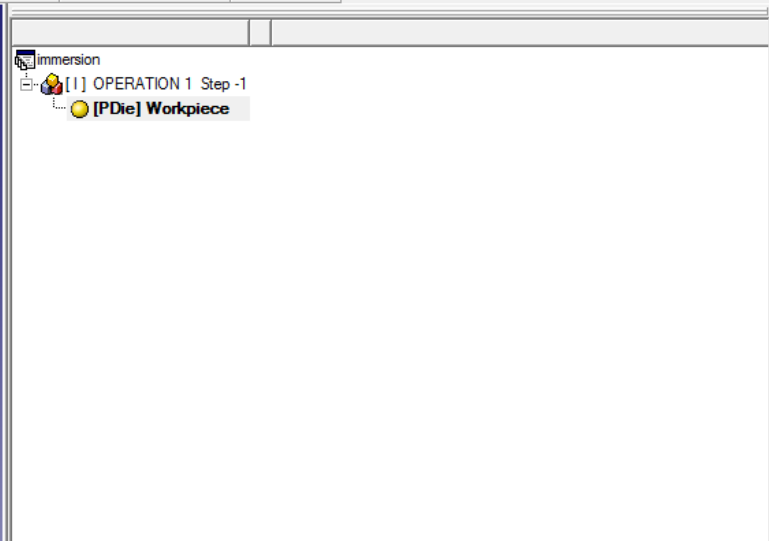 immersion
[ I ] OPERATION 1 Step -1
[PDie] Workpiece